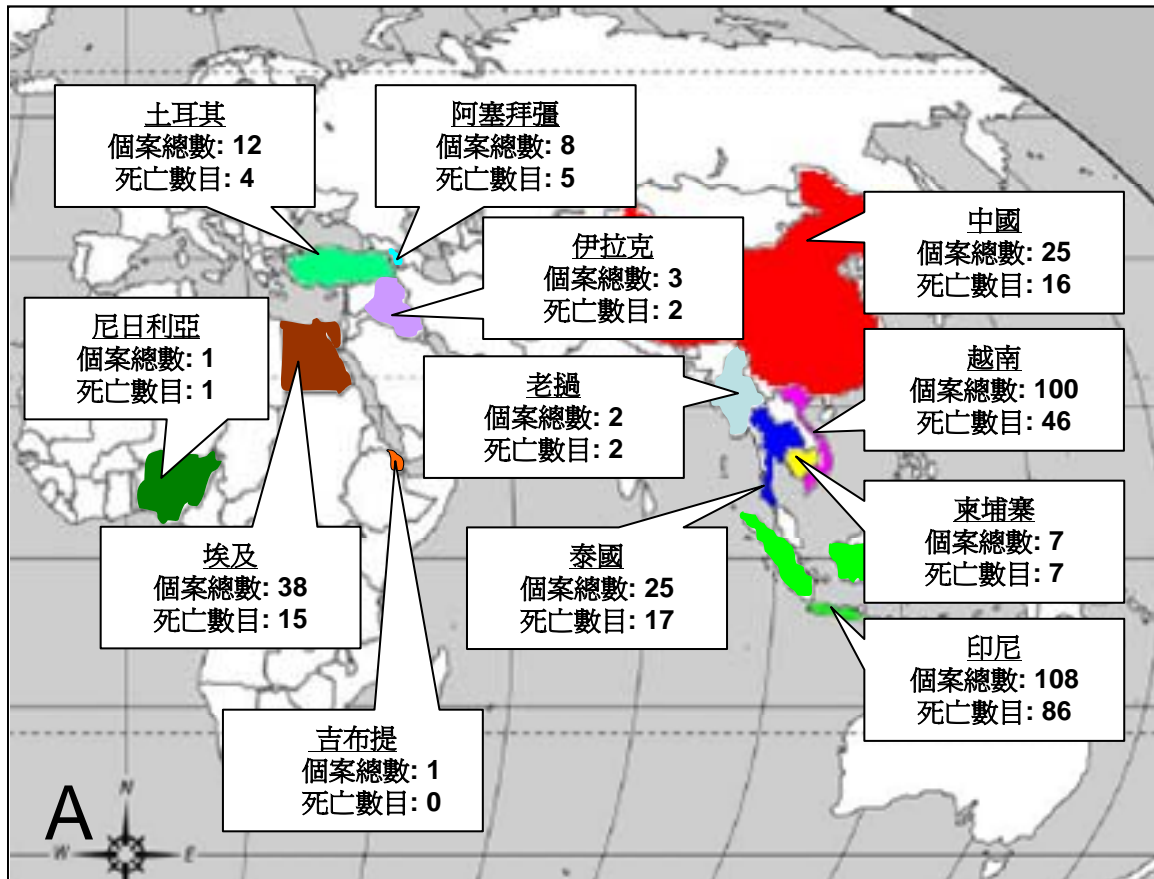 土耳其
個案總數: 12
死亡數目: 4
阿塞拜彊
個案總數: 8
死亡數目: 5
伊拉克
個案總數: 3
死亡數目: 2
中國
個案總數: 25
死亡數目: 16
尼日利亞
個案總數: 1
死亡數目: 1
老撾
個案總數: 2
死亡數目: 2
越南
個案總數: 100
死亡數目: 46
埃及
個案總數: 38
死亡數目: 15
泰國
個案總數: 25
死亡數目: 17
柬埔寨
個案總數: 7
死亡數目: 7
印尼
個案總數: 108
死亡數目: 86
吉布提
個案總數: 1
死亡數目: 0
A
N
W
E